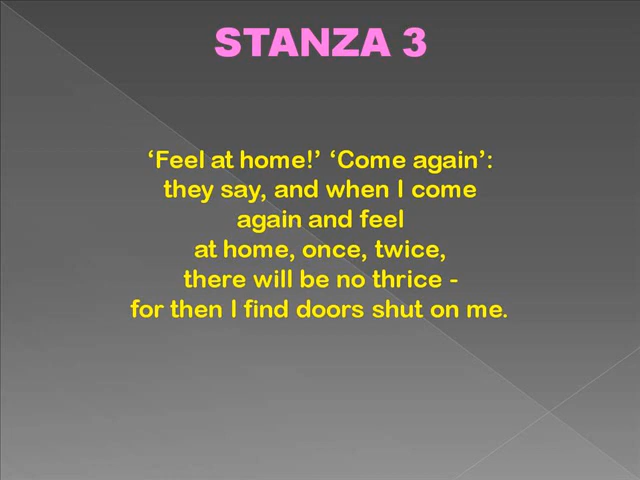 STANZA 3
‘Feel at home!’ ‘Come again’:
they say, and when I come
again and feel
at home, once, twice,
there will be no thrice -
for then I find doors shut on me.